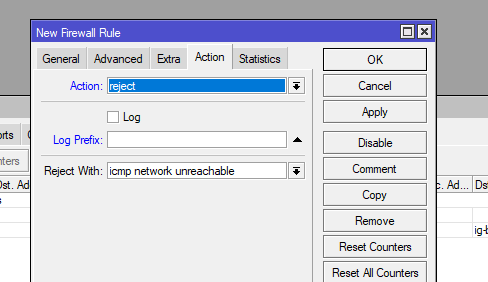 New Firewall Rule
General Advanced Extra Action Statistics
OK
Action: reject
Cancel
Log
Apply
Log Prefix:
Disable
Reject With: icmp network unreachable
Comment
Copy
Remove
Reset Counters
Reset All Counters
orts
nters
Dst. Ad
s
c. Ad...
Dst
ig-b